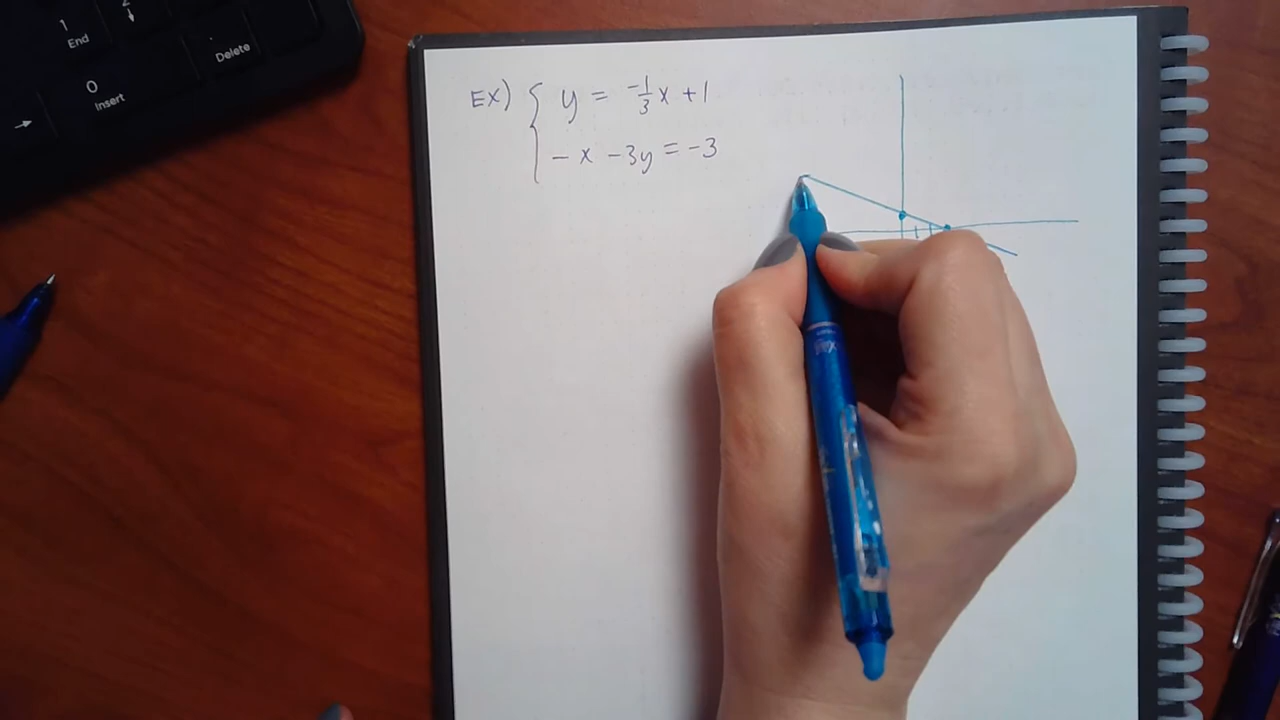 1
End
↓
Delete
0
Insert
→
EX) { y = -1/3 x + 1
- x - 3y = -3